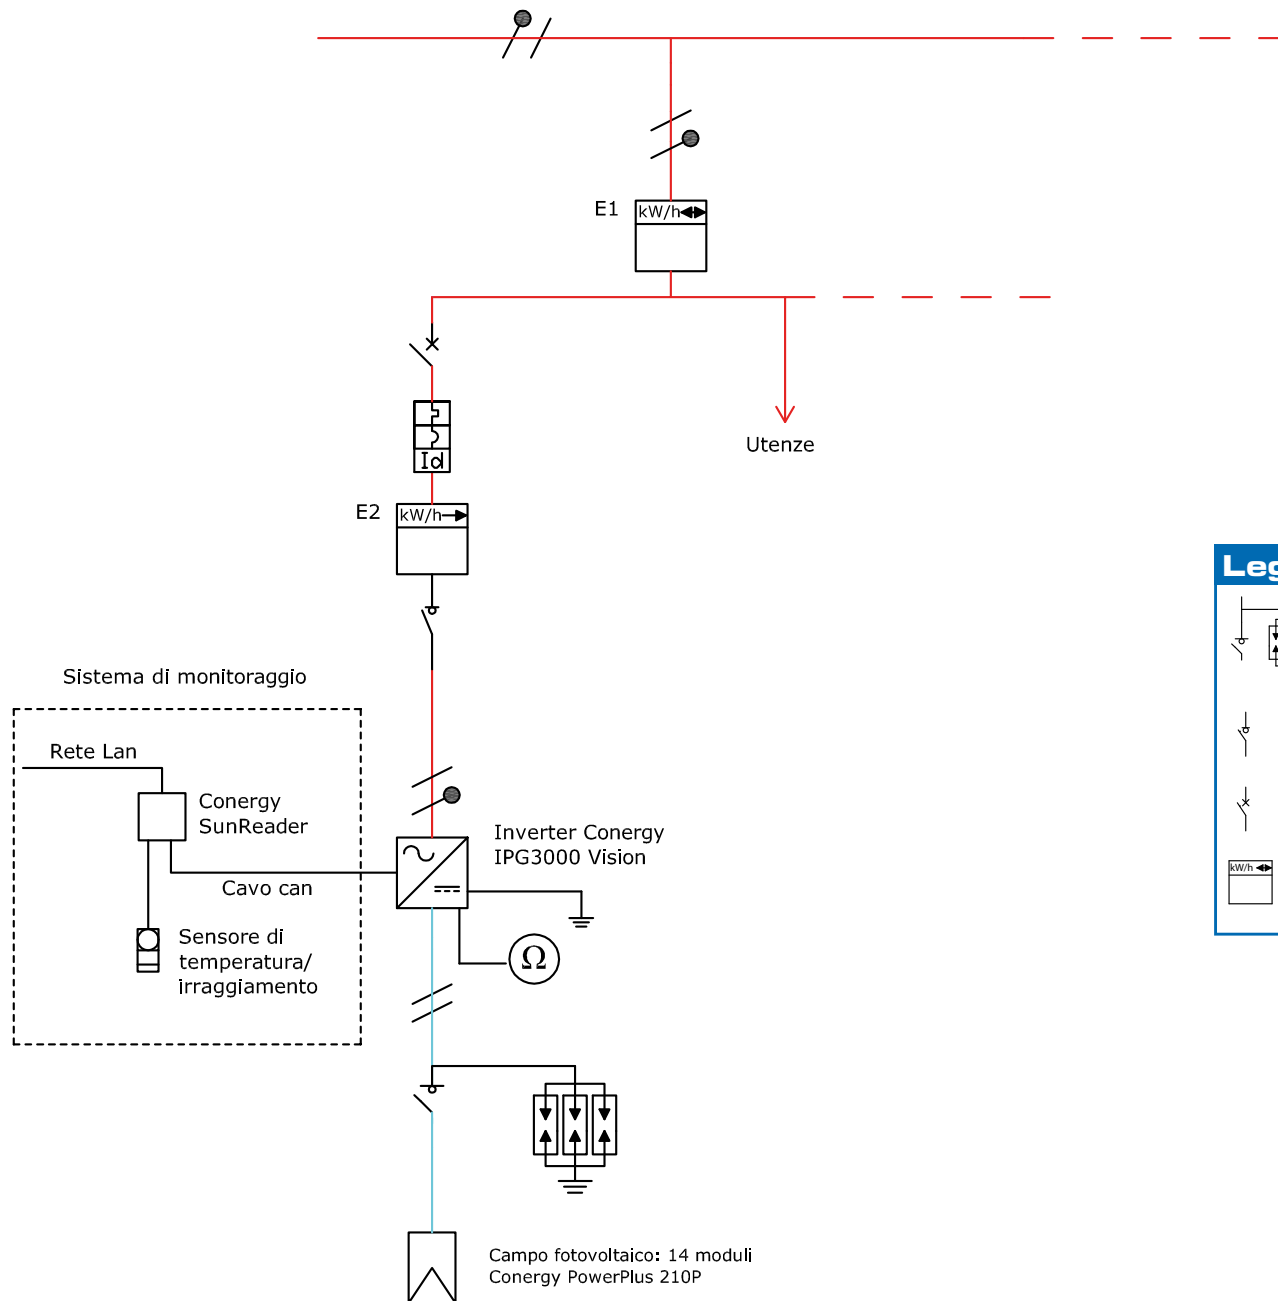 E1
kW/h
Utenze
Id
E2
kW/h
Leg
Sistema di monitoraggio
Rete Lan
Conergy
SunReader
Inverter Conergy
IPG3000 Vision
kW/h
Cavo can
Sensore di
temperatura/
irraggiamento
Ω
Campo fotovoltaico: 14 moduli
Conergy PowerPlus 210P